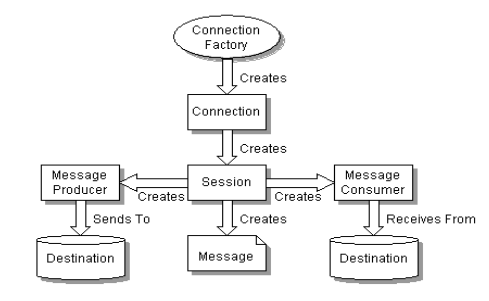 Connection
Factory
Creates
Connection
Creates
Message
Producer
Session
Message
Consumer
Creates
Creates
Sends To
Creates
Receives From
Destination
Message
Destination